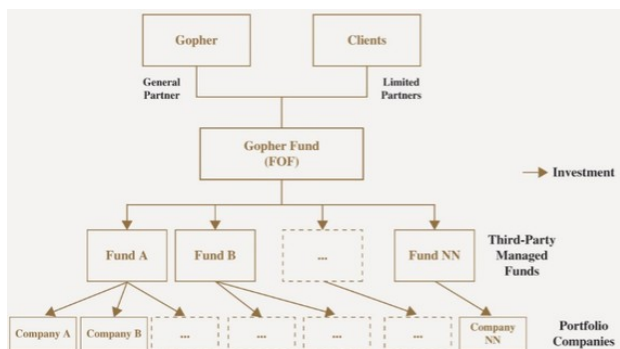 Gopher
Clients
General
Partner
Limited
Partners
Gopher Fund
(FOF)
Investment
Fund A
Fund B
...
Fund NN
Third-Party
Managed
Funds
Company A
Company B
...
...
...
...
Company
NN
Portfolio
Companies